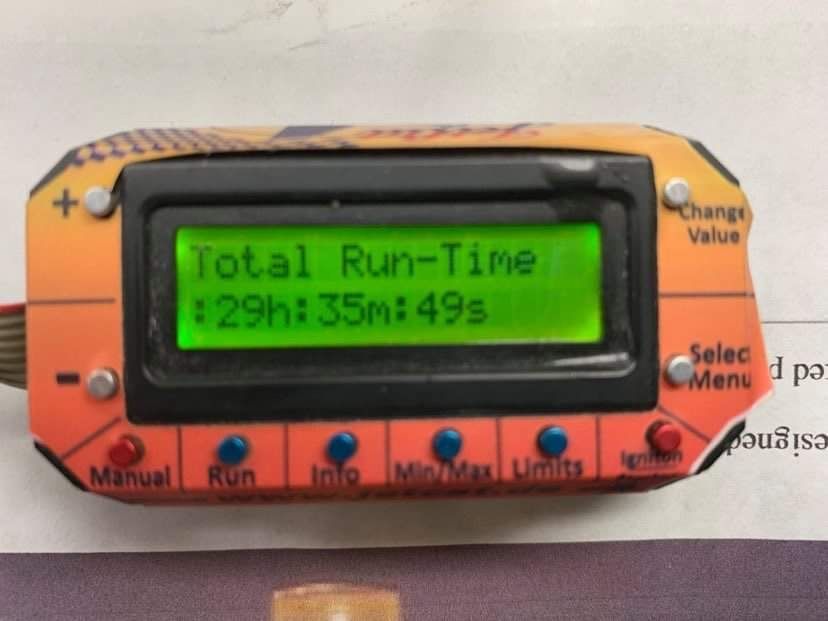 +
Change
Value
Total Run-Time
:29h:35m:49s
-
Select
Menu
Manual
Run
Info
Min/Max
Limits
Ignition